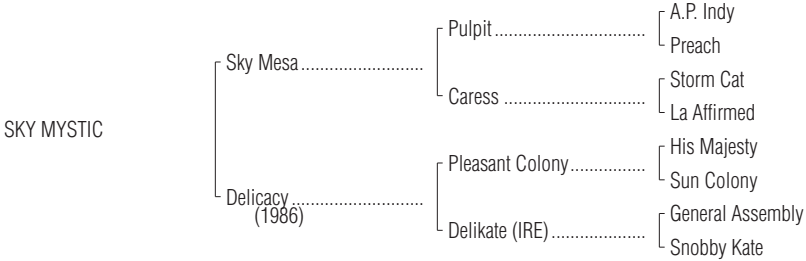 A.P. Indy
Pulpit
Preach
Sky Mesa
Storm Cat
Caress
La Affirmed
SKY MYSTIC
His Majesty
Pleasant Colony
Sun Colony
Delicacy
(1986)
General Assembly
Delikate (IRE)
Snobby Kate